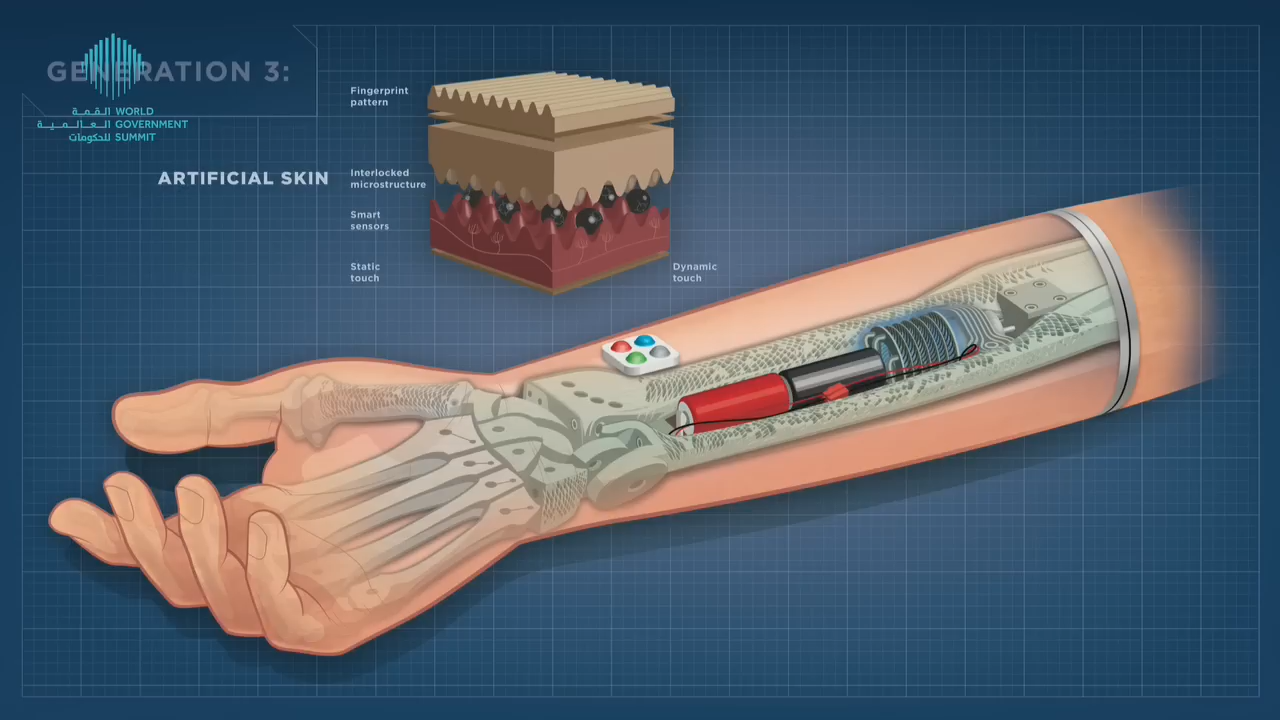 GENERATION 3:
القمة WORLD
العالمية GOVERNMENT
للحكومات SUMMIT
ARTIFICIAL SKIN
Fingerprint
pattern
Interlocked
microstructure
Smart
sensors
Static
touch
Dynamic
touch